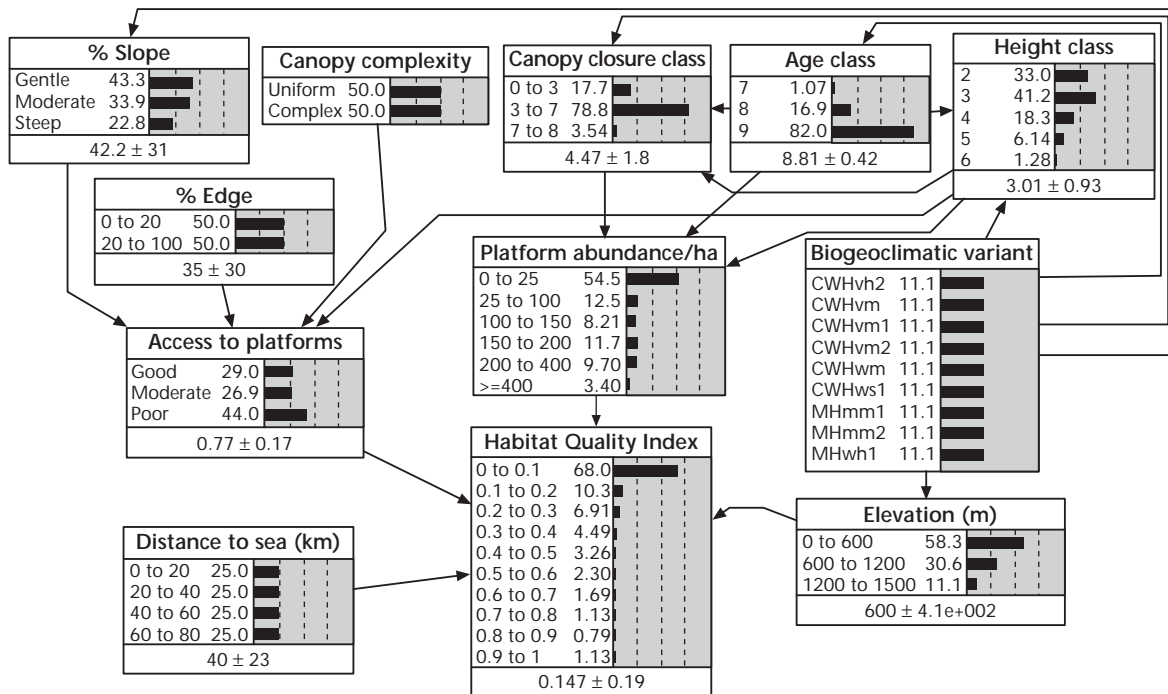 % Slope
Gentle 43.3
Moderate 33.9
Steep 22.8
42.2 ± 31
Canopy complexity
Uniform 50.0
Complex 50.0
Canopy closure class
0 to 3 17.7
3 to 7 78.8
7 to 8 3.54
4.47 ± 1.8
Age class
7 1.07
8 16.9
9 82.0
8.81 ± 0.42
Height class
2 33.0
3 41.2
4 18.3
5 6.14
6 1.28
3.01 ± 0.93
% Edge
0 to 20 50.0
20 to 100 50.0
35 ± 30
Platform abundance/ha
0 to 25 54.5
25 to 100 12.5
100 to 150 8.21
150 to 200 11.7
200 to 400 9.70
>=400 3.40
Biogeoclimatic variant
CWHvh2 11.1
CWHvm 11.1
CWHvm1 11.1
CWHvm2 11.1
CWHwm 11.1
CWHws1 11.1
MHmm1 11.1
MHmm2 11.1
MHwh1 11.1
Access to platforms
Good 29.0
Moderate 26.9
Poor 44.0
0.77 ± 0.17
Habitat Quality Index
0 to 0.1 68.0
0.1 to 0.2 10.3
0.2 to 0.3 6.91
0.3 to 0.4 4.49
0.4 to 0.5 3.26
0.5 to 0.6 2.30
0.6 to 0.7 1.69
0.7 to 0.8 1.13
0.8 to 0.9 0.79
0.9 to 1 1.13
0.147 ± 0.19
Elevation (m)
0 to 600 58.3
600 to 1200 30.6
1200 to 1500 11.1
600 ± 4.1e+002
Distance to sea (km)
0 to 20 25.0
20 to 40 25.0
40 to 60 25.0
60 to 80 25.0
40 ± 23